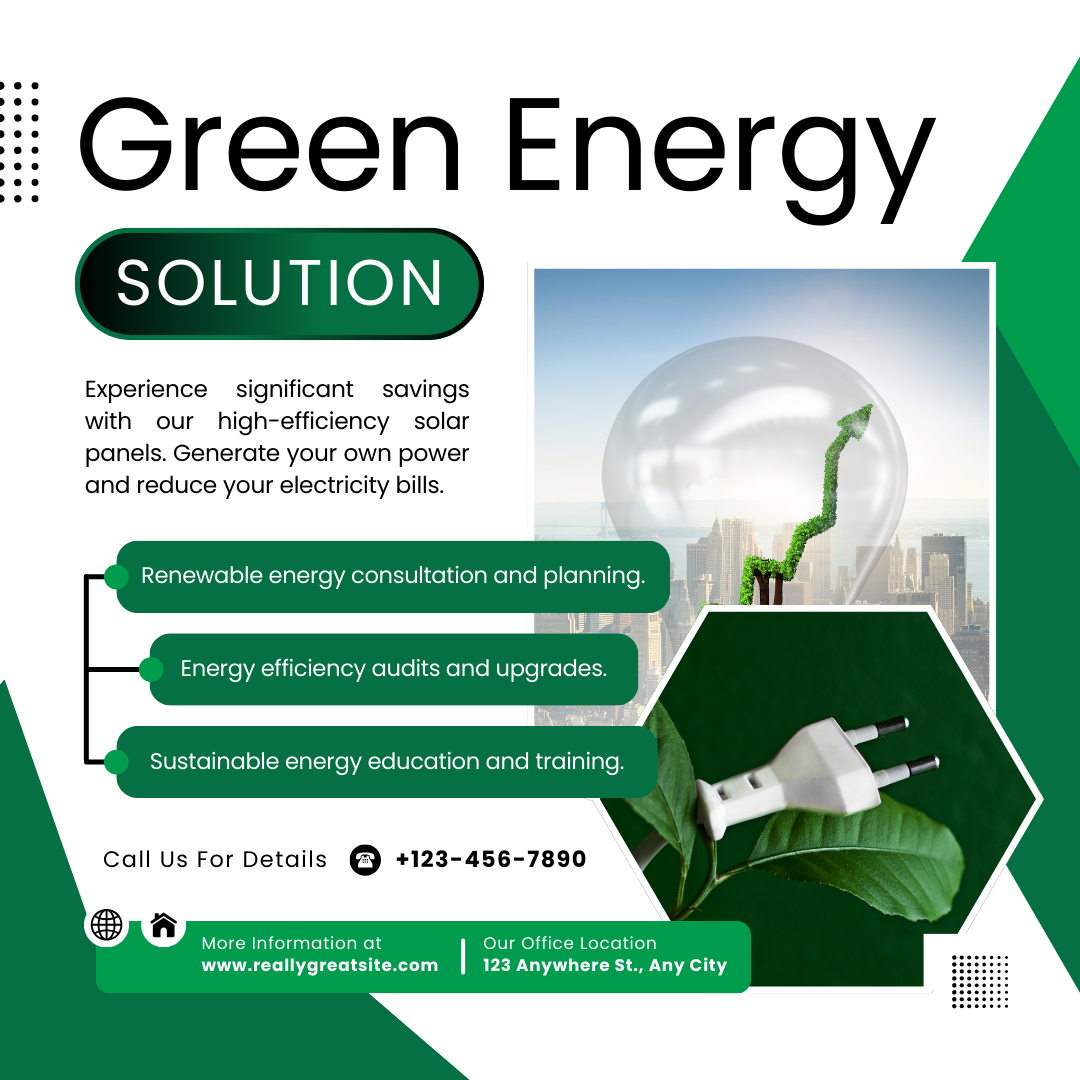 Green Energy
SOLUTION
Experience significant savings
with our high-efficiency solar
panels. Generate your own power
and reduce your electricity bills.
Renewable energy consultation and planning.
Energy efficiency audits and upgrades.
Sustainable energy education and training.
Call Us For Details +123-456-7890
More Information at
www.reallygreatsite.com
Our Office Location
123 Anywhere St., Any City